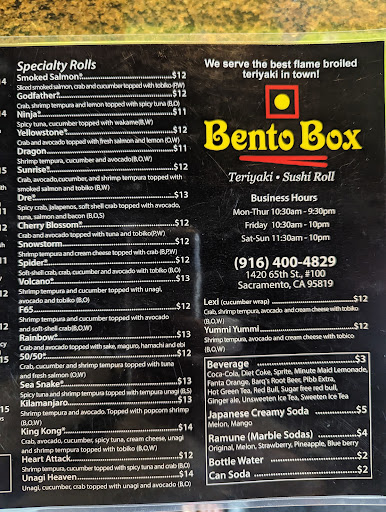 Specialty Rolls
Smoked Salmon*.....$12
Sliced smoked salmon, crab and cucumber topped with tobiko(P,W)
Godfather*.....$12
Crab, shrimp tempura and lemon topped with spicy tuna (B,O)
Ninja*.....$11
Spicy tuna, cucumber topped with wakame(B,W)
Yellowstone*.....$12
Crab and avocado topped with fresh salmon and lemon (O,W)
Dragon.....$11
Shrimp tempura, cucumber and avocado(B,O,W)
Sunrise*.....$13
Crab, avocado,cucumber, and shrimp tempura topped with
smoked salmon and tobiko (B,W)
Dre*.....$13
Spicy crab, jalapenos, soft shell crab topped with avocado,
tuna, salmon and bacon (B,O,S)
Cherry Blossom*.....$12
Crab and avocado topped with tuna and tobiko(P,W)
Snowstorm.....$12
Shrimp tempura and cream cheese topped with crab (B,P,W)
Spider*.....$12
Soft-shell crab, crab, cucumber and avocado with tobiko (B,O)
Volcano*.....$13
Shrimp tempura and cucumber topped with unagi,
avocado and tobiko (B,O)
F65.....$12
Shrimp tempura and cucumber topped with avocado
and soft-shell crab(B,O,W)
Rainbow*.....$13
Crab and avocado topped with sake, maguro, hamachi and ebi
50/50*.....$12
Crab, cucumber and shrimp tempura topped with tuna
and fresh salmon (O,W)
Sea Snake*.....$13
Spicy tuna and shrimp tempura topped with tempura unagi (B,S)
Kilamanjaro.....$13
Shrimp tempura and avocado. Topped with popcorn shrimp
(B,O,W)
King Kong*.....$14
Crab, avocado, cucumber, spicy tuna, cream cheese, unagi
and shrimp tempura topped with tobiko (B,O,W)
Heart Attack.....$12
Shrimp tempura, cucumber topped with spicy tuna and crab (B,O)
Unagi Heaven.....$14
Unagi, cucumber, crab topped with unagi and avocado (B,O)
We serve the best flame broiled
teriyaki in town!
Bento Box
Teriyaki • Sushi Roll
Business Hours
Mon-Thur 10:30am - 9:30pm
Friday 10:30am - 10pm
Sat-Sun 11:30am - 10pm
(916) 400-4829
1420 65th St., #100
Sacramento, CA 95819
Lexi (cucumber wrap).....$12
Crab, shrimp tempura, avocado and cream cheese with tobiko
(B,O,W)
Yummi Yummi.....$12
Shrimp tempura, avocado and cream cheese with tobico
(B,O,W)
Beverage.....$3
Coca-Cola, Diet Coke, Sprite, Minute Maid Lemonade,
Fanta Orange, Barq's Root Beer, Pibb Extra,
Hot Green Tea, Red Bull, Sugar free red bull,
Ginger ale, Unsweeten Ice Tea, Sweeten Ice Tea
Japanese Creamy Soda.....$5
Melon, Mango
Ramune (Marble Sodas).....$4
Original, Melon, Strawberry, Pineapple, Blue berry
Bottle Water.....$2
Can Soda.....$2